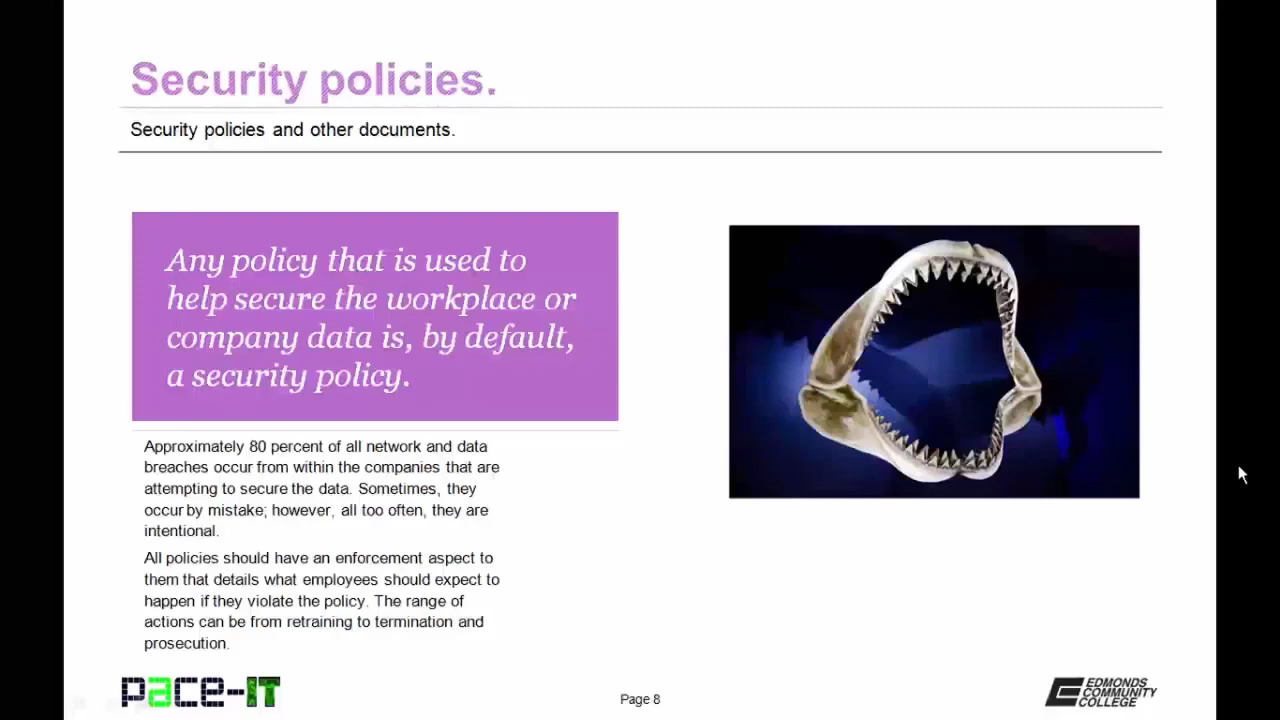 Security policies.
Security policies and other documents.
Any policy that is used to
help secure the workplace or
company data is, by default,
a security policy.
Approximately 80 percent of all network and data
breaches occur from within the companies that are
attempting to secure the data. Sometimes, they
occur by mistake; however, all too often, they are
intentional.
All policies should have an enforcement aspect to
them that details what employees should expect to
happen if they violate the policy. The range of
actions can be from retraining to termination and
prosecution.
pace-IT
Page 8
EDMONDS
COMMUNITY
COLLEGE